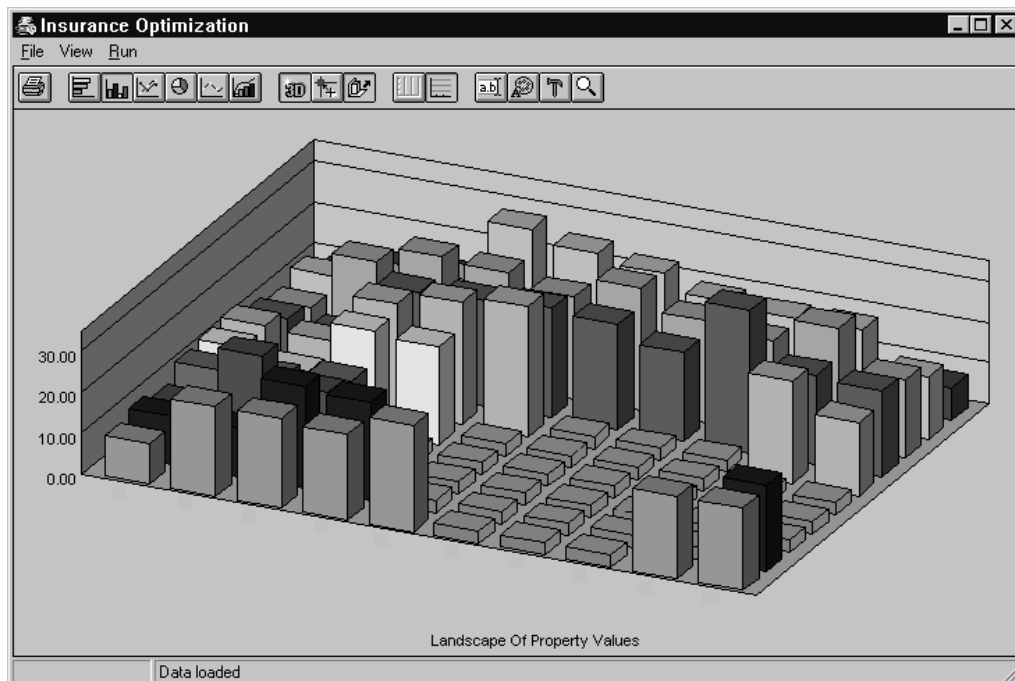 Insurance Optimization
File View Run
3D a.b
30.00
20.00
10.00
0.00
Landscape Of Property Values
Data loaded